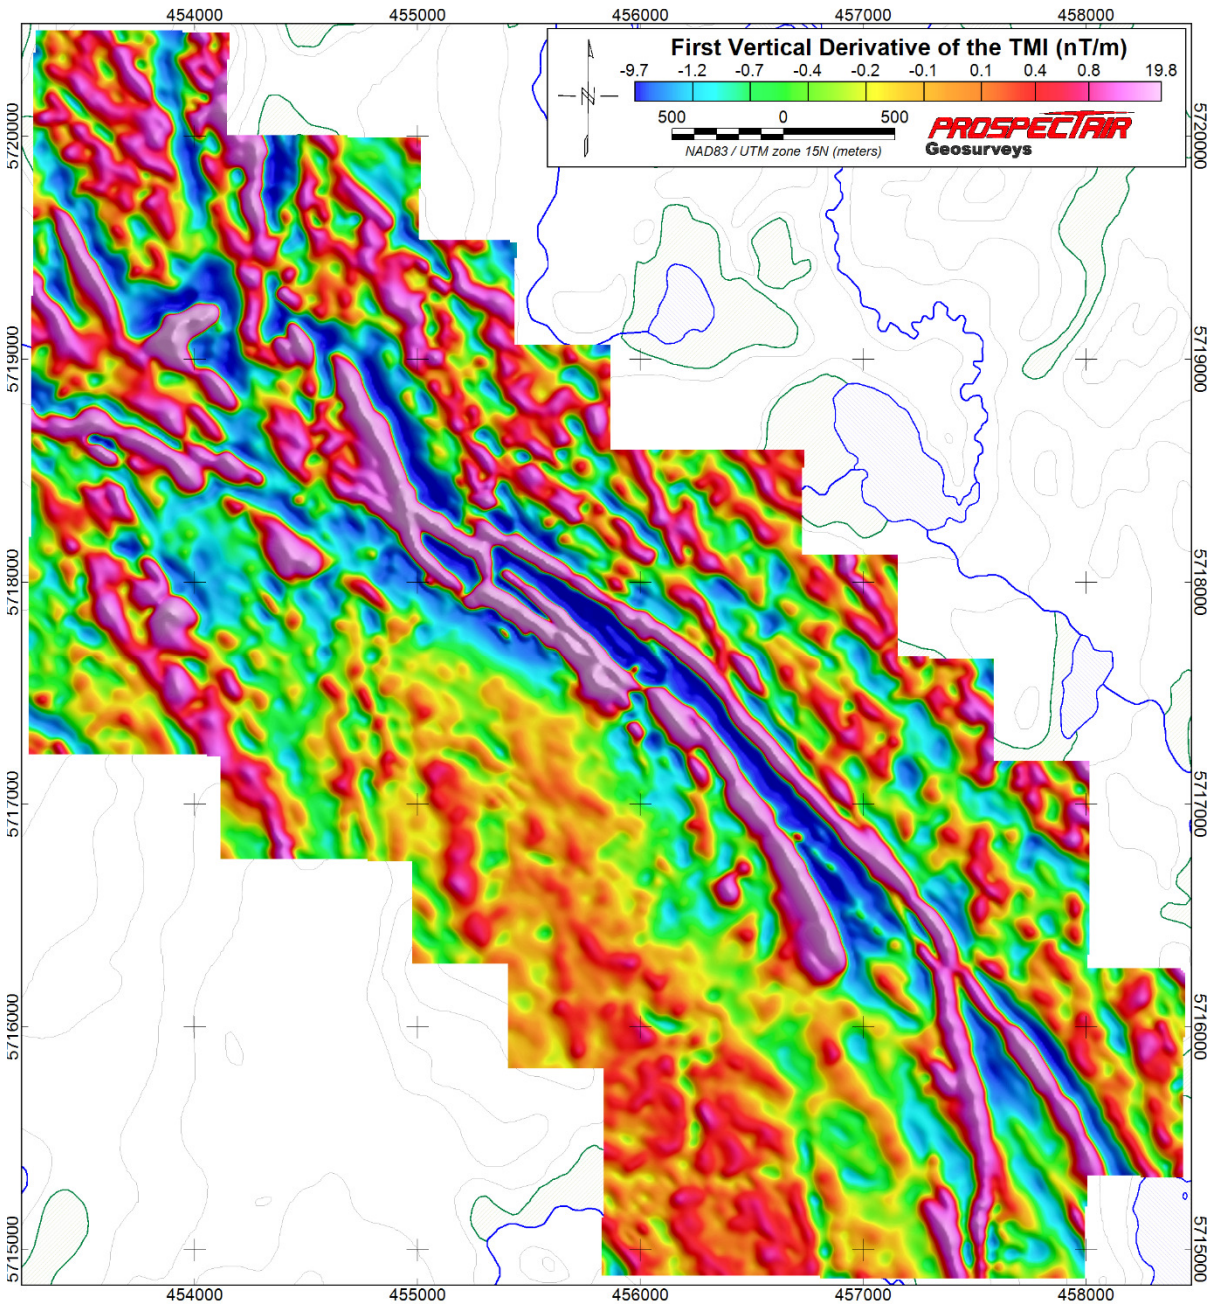 454000 455000 456000 457000 458000
First Vertical Derivative of the TMI (nT/m)
-9.7 -1.2 -0.7 -0.4 -0.2 -0.1 0.1 0.4 0.8 19.8
N
500 0 500
NAD83 / UTM zone 15N (meters)
PROSPECTAIR
Geosurveys
5720000 5720000
5719000 5719000
5718000 5718000
5717000 5717000
5716000 5716000
5715000 5715000
454000 455000 456000 457000 458000